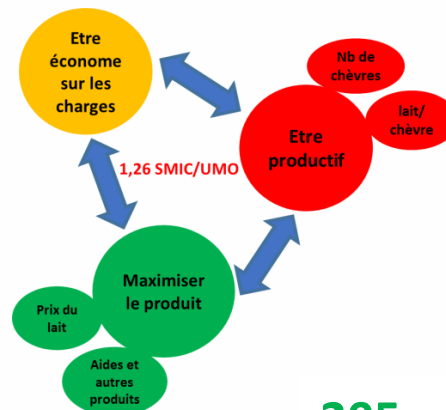 Etre
économe
sur les
charges
Nb de
chèvres
lait/
chèvre
Etre
productif
1,26 SMIC/UMO
Maximiser
le produit
Prix du
lait
Aides et
autres
produits